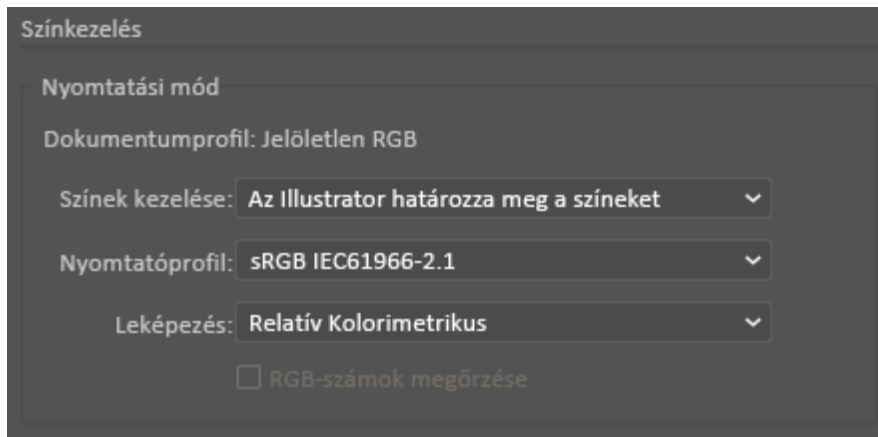 Színkezelés
Nyomtatási mód
Dokumentumprofil: Jelöletlen RGB
Színek kezelése: Az Illustrator határozza meg a színeket
Nyomtatóprofil: sRGB IEC61966-2.1
Leképezés: Relatív Kolorimetrikus
RGB-számok megőrzése